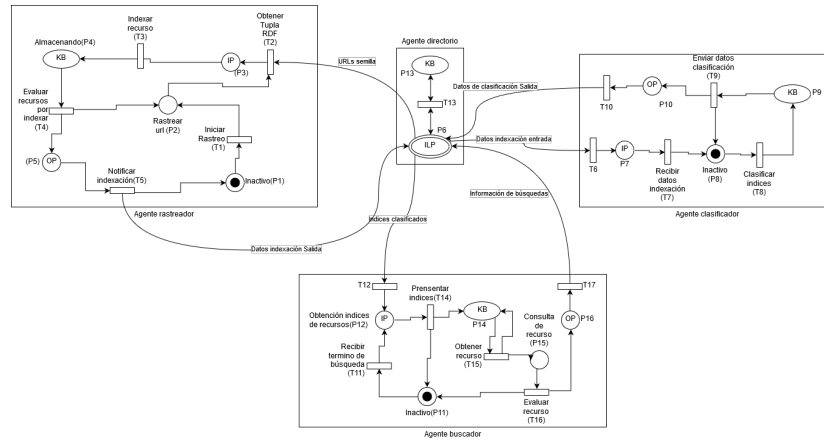 Indexar
recurso
(T3)
Obtener
Tupla
RDF
(T2)
Almacenando(P4)
KB
IP
(P3)
Evaluar
recursos por
indexar
(T4)
Rastrear
url (P2)
Iniciar
Rastreo
(T1)
(P5)
OP
Notificar
indexación(T5)
Inactivo(P1)
Agente rastreador
URLs semilla
Agente directorio
KB
P13
T13
P6
ILP
Datos de clasificación Salida
Datos indexación entrada
Información de búsquedas
Indices clasificados
Datos indexación Salida
Enviar datos
clasificación
(T9)
KB
P9
OP
P10
T10
T6
IP
P7
Recibir
datos
indexación
(T7)
Inactivo
(P8)
Clasificar
indices
(T8)
Agente clasificador
T12
Prensentar
indices(T14)
T17
Obtención indices
de recursos(P12)
IP
KB
P14
Consulta
de
recurso
(P15)
OP
P16
Recibir
termino de
búsqueda
(T11)
Obtener
recurso
(T15)
Inactivo(P11)
Evaluar
recurso
(T16)
Agente buscador